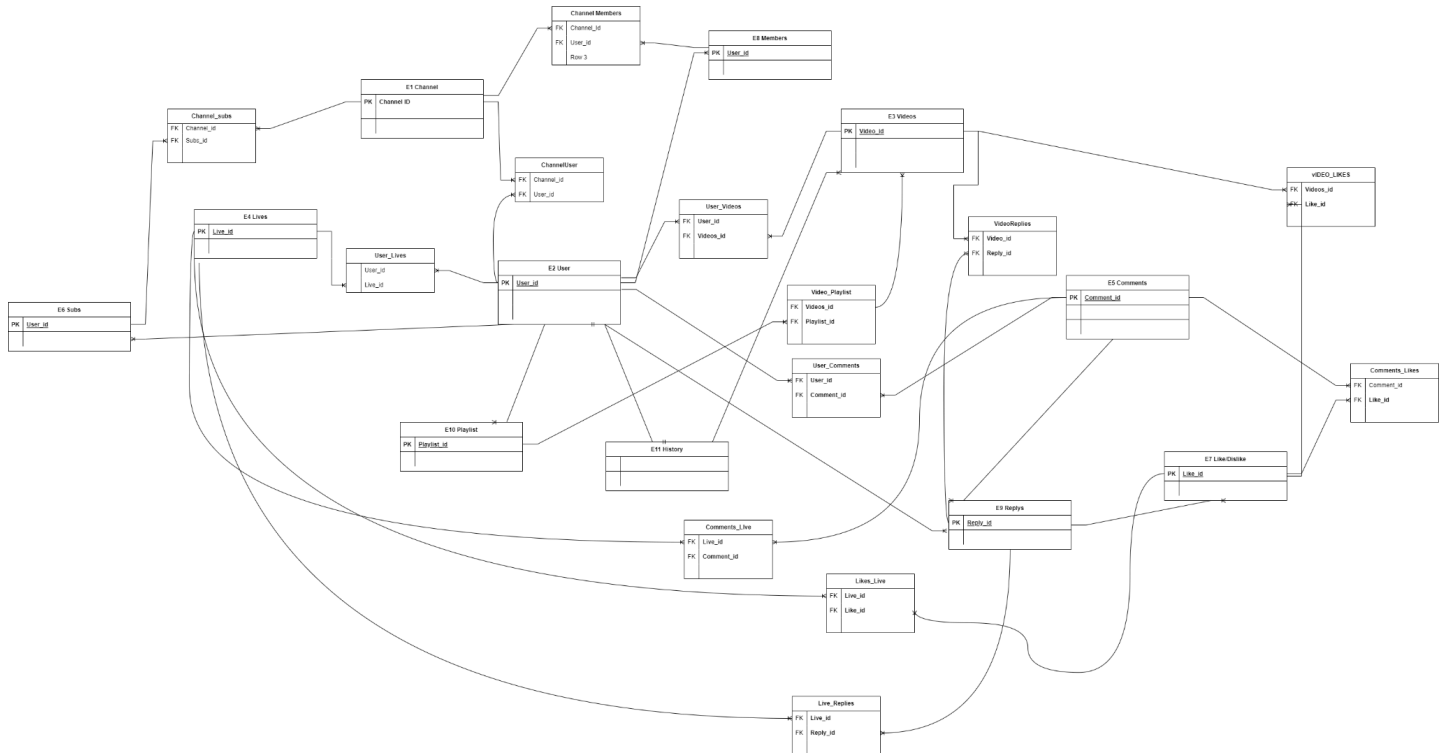 Channel Members
FK Channel_id
FK User_id
Row 3
E8 Members
PK User_id
E1 Channel
PK Channel ID
Channel_subs
FK Channel_id
FK Subs_id
E3 Videos
PK Video_id
ChannelUser
FK Channel_id
FK User_id
vIDEO_LIKES
FK Videos_id
FK Like_id
User_Videos
FK User_id
FK Videos_id
E4 Lives
PK Live_id
VideoReplies
FK Video_id
FK Reply_id
User_Lives
User_id
Live_id
E2 User
PK User_id
E5 Comments
PK Comment_id
Video_Playlist
FK Videos_id
FK Playlist_id
E6 Subs
PK User_id
User_Comments
FK User_id
FK Comment_id
Comments_Likes
FK Comment_id
FK Like_id
E10 Playlist
PK Playlist_id
E11 History
E7 Like/Dislike
PK Like_id
E9 Replys
PK Reply_id
Comments_Live
FK Live_id
FK Comment_id
Likes_Live
FK Live_id
FK Like_id
Live_Replies
FK Live_id
FK Reply_id